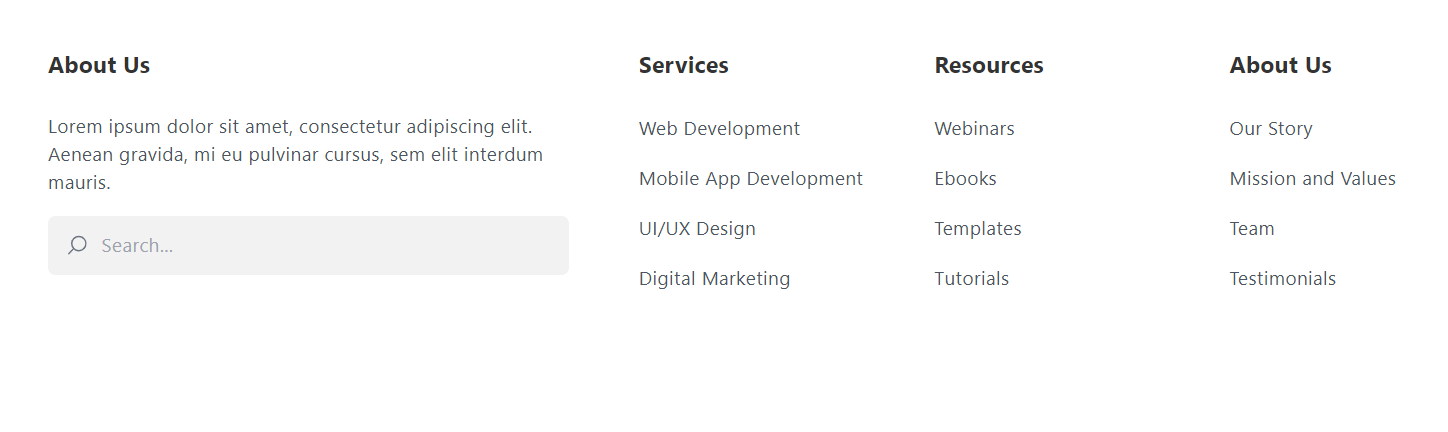 About Us
Lorem ipsum dolor sit amet, consectetur adipiscing elit.
Aenean gravida, mi eu pulvinar cursus, sem elit interdum
mauris.
Search...
Services
Web Development
Mobile App Development
UI/UX Design
Digital Marketing
Resources
Webinars
Ebooks
Templates
Tutorials
About Us
Our Story
Mission and Values
Team
Testimonials